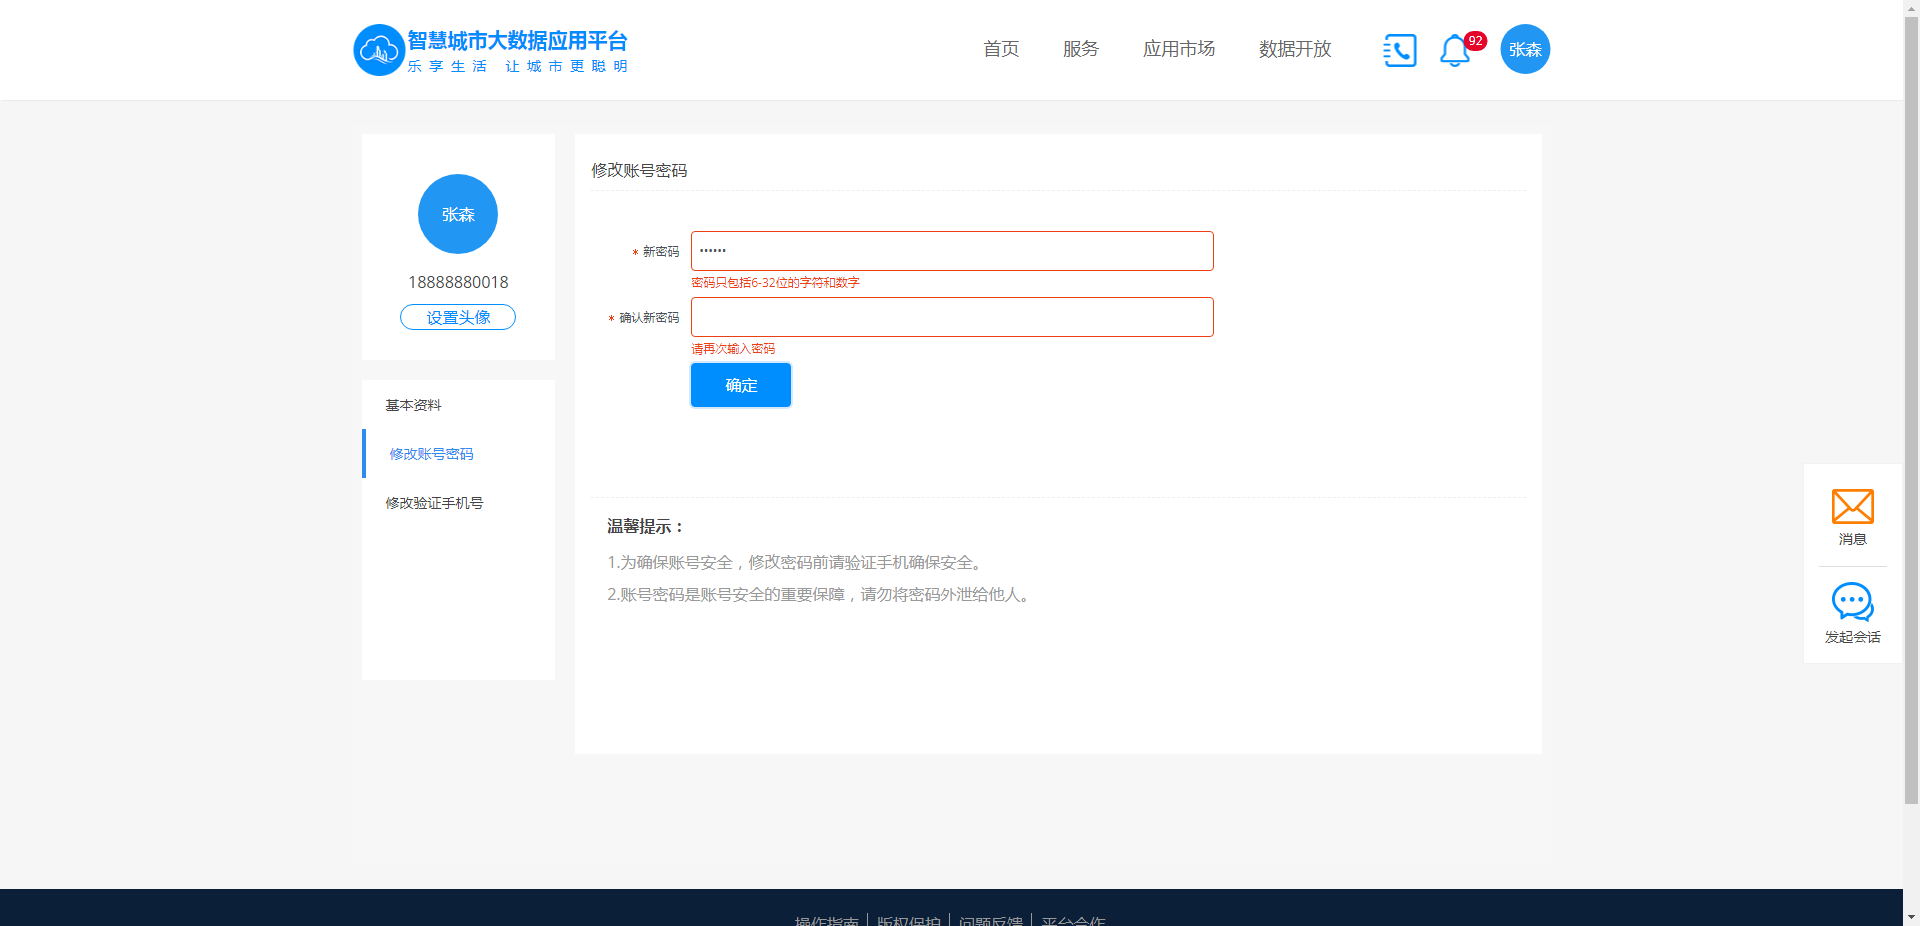 智慧城市大数据应用平台
乐享生活 让城市更聪明
首页 服务 应用市场 数据开放
92
张森
张森
18888880018
设置头像
基本资料
修改账号密码
修改验证手机号
修改账号密码
* 新密码 ••••••
密码只包括6-32位的字符和数字
* 确认新密码
请再次输入密码
确定
温馨提示：
1.为确保账号安全，修改密码前请验证手机确保安全。
2.账号密码是账号安全的重要保障，请勿将密码外泄给他人。
消息
发起会话
操作指南 | 版权保护 | 问题反馈 | 平台合作